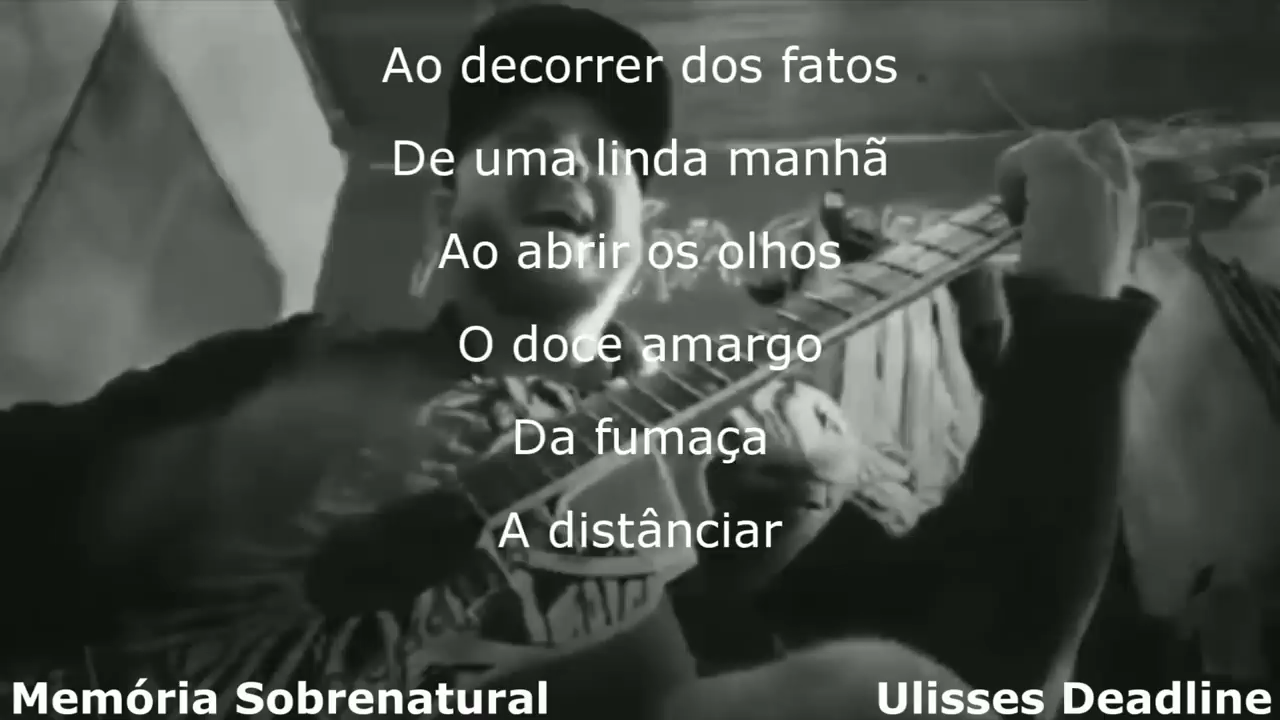 Ao decorrer dos fatos
De uma linda manhã
Ao abrir os olhos
O doce amargo
Da fumaça
A distânciar
Memória Sobrenatural
Ulisses Deadline